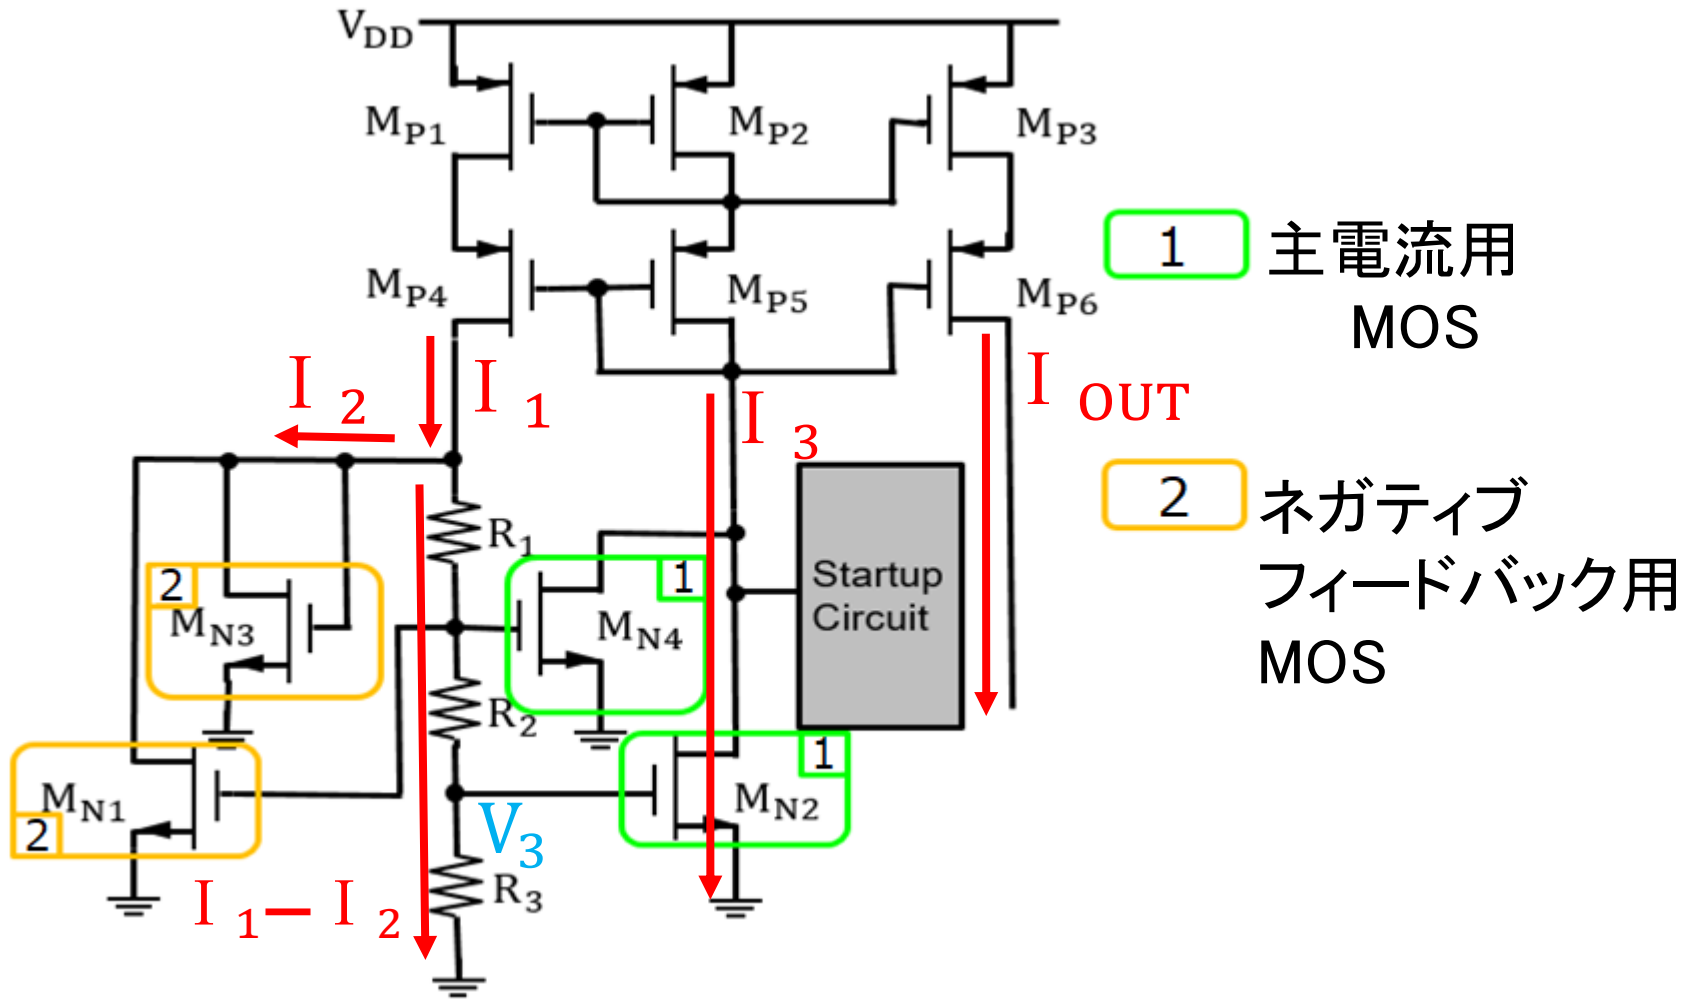 VDD
MP1
MP2
MP3
MP4
MP5
MP6
1 主電流用
MOS
2 ネガティブ
フィードバック用
MOS
I 2
I 1
I 3
I OUT
R1
Startup
Circuit
2
MN3
1
MN4
R2
1
MN1
2
V3
MN2
R3
I 1− I 2